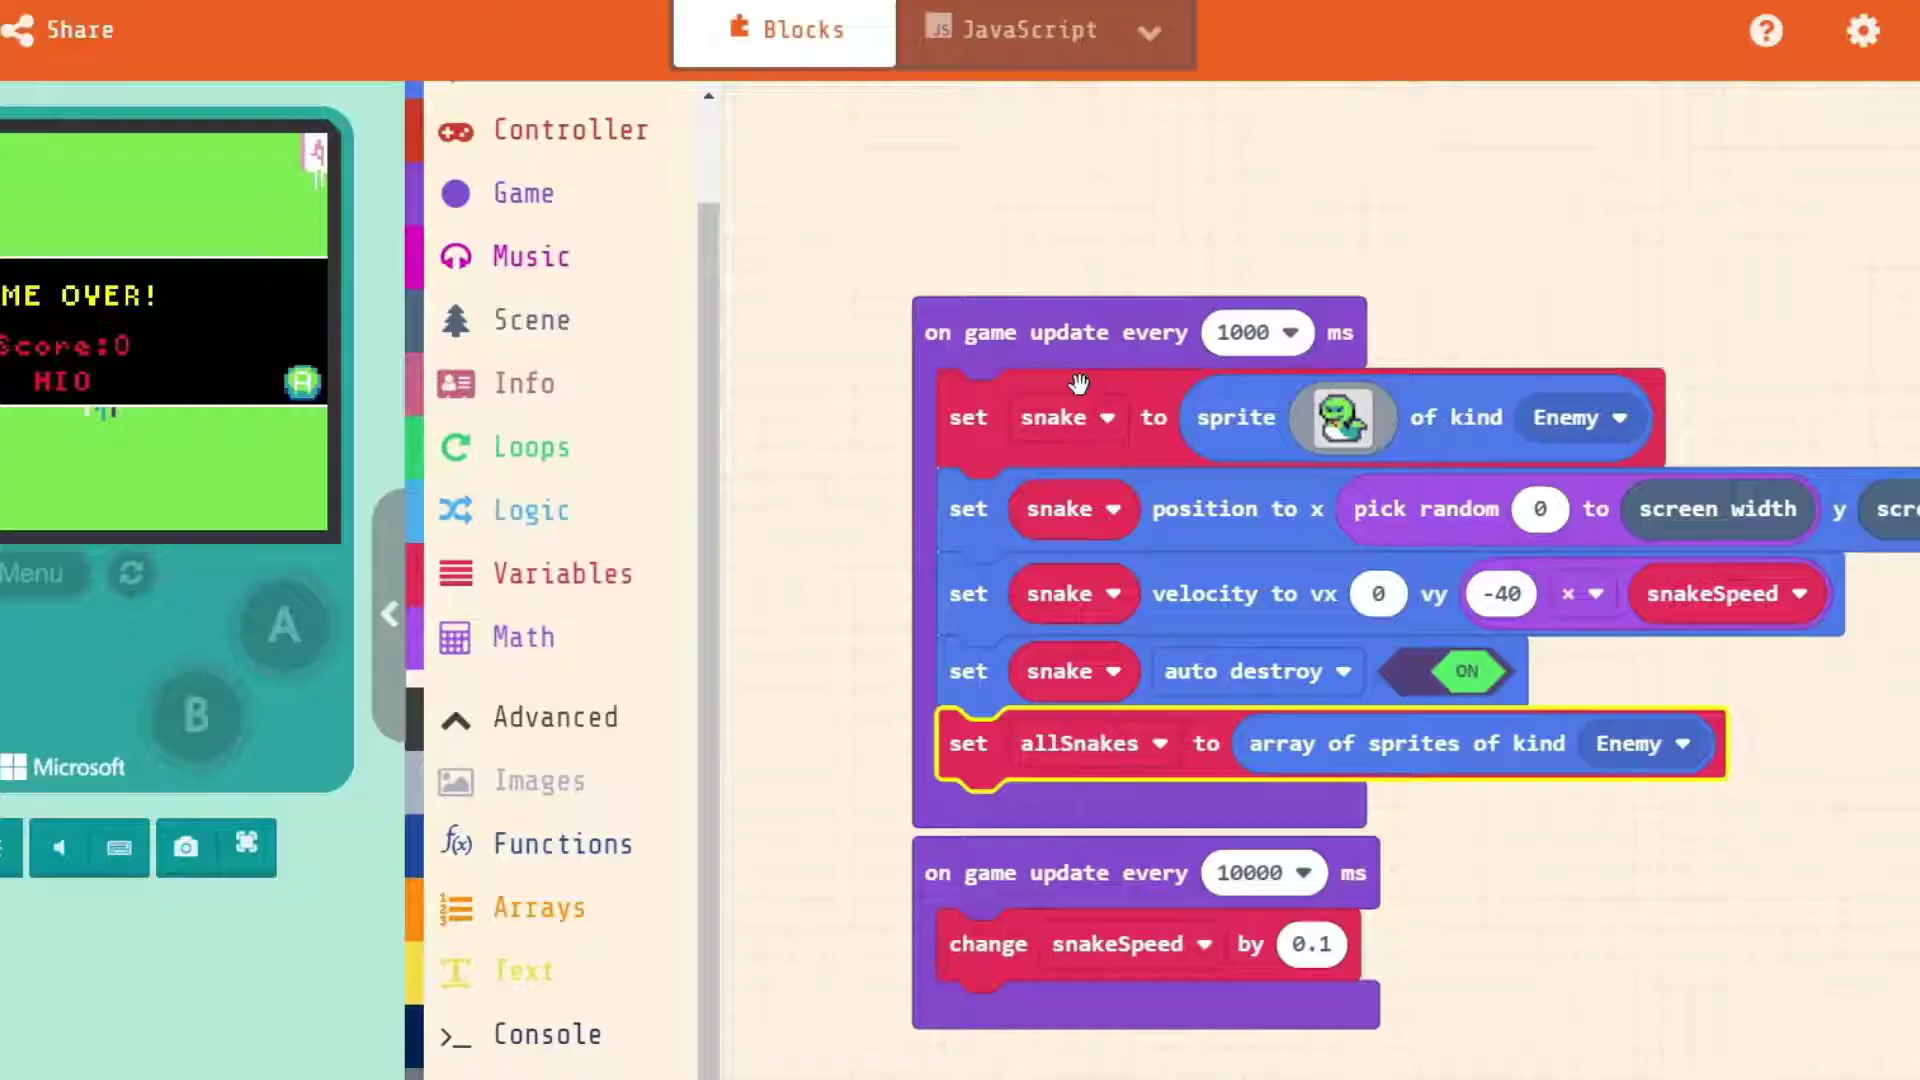 Share
Blocks
JS JavaScript
ME OVER!
Score:0
HI0
A
Menu
A
B
Microsoft
Controller
Game
Music
Scene
Info
Loops
Logic
Variables
Math
Advanced
Images
Functions
Arrays
Text
Console
on game update every 1000 ms
set snake to sprite of kind Enemy
set snake position to x pick random 0 to screen width y scre
set snake velocity to vx 0 vy -40 × snakeSpeed
set snake auto destroy ON
set allSnakes to array of sprites of kind Enemy
on game update every 10000 ms
change snakeSpeed by 0.1